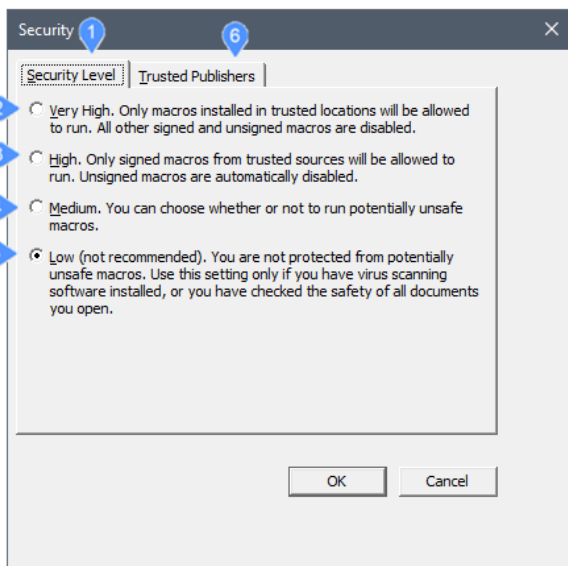 Security
1
6
Security Level Trusted Publishers
Very High. Only macros installed in trusted locations will be allowed
to run. All other signed and unsigned macros are disabled.
High. Only signed macros from trusted sources will be allowed to
run. Unsigned macros are automatically disabled.
Medium. You can choose whether or not to run potentially unsafe
macros.
Low (not recommended). You are not protected from potentially
unsafe macros. Use this setting only if you have virus scanning
software installed, or you have checked the safety of all documents
you open.
OK Cancel